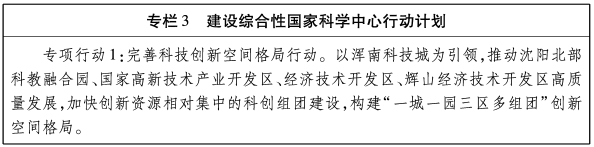 专栏3 建设综合性国家科学中心行动计划
专项行动1:完善科技创新空间格局行动。以浑南科技城为引领,推动沈阳北部
科教融合园、国家高新技术产业开发区、经济技术开发区、辉山经济技术开发区高质
量发展,加快创新资源相对集中的科创组团建设,构建“一城一园三区多组团”创新
空间格局。